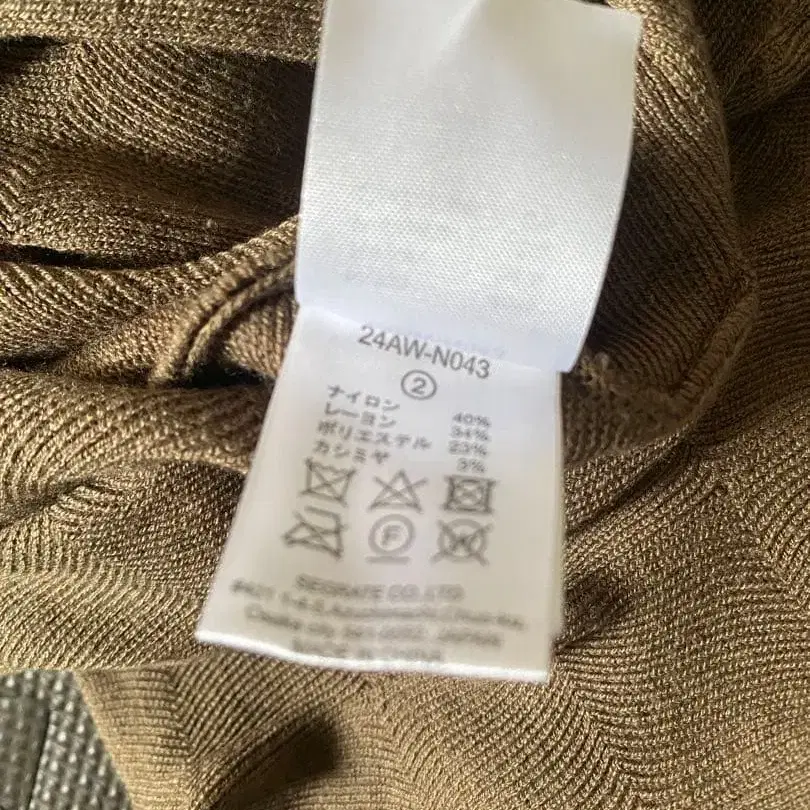 24AW-N043
2
ナイロン 40%
レーヨン 34%
ポリエステル 23%
カシミヤ 3%
F
CO.,LTD
JAPAN
MADE IN CHINA